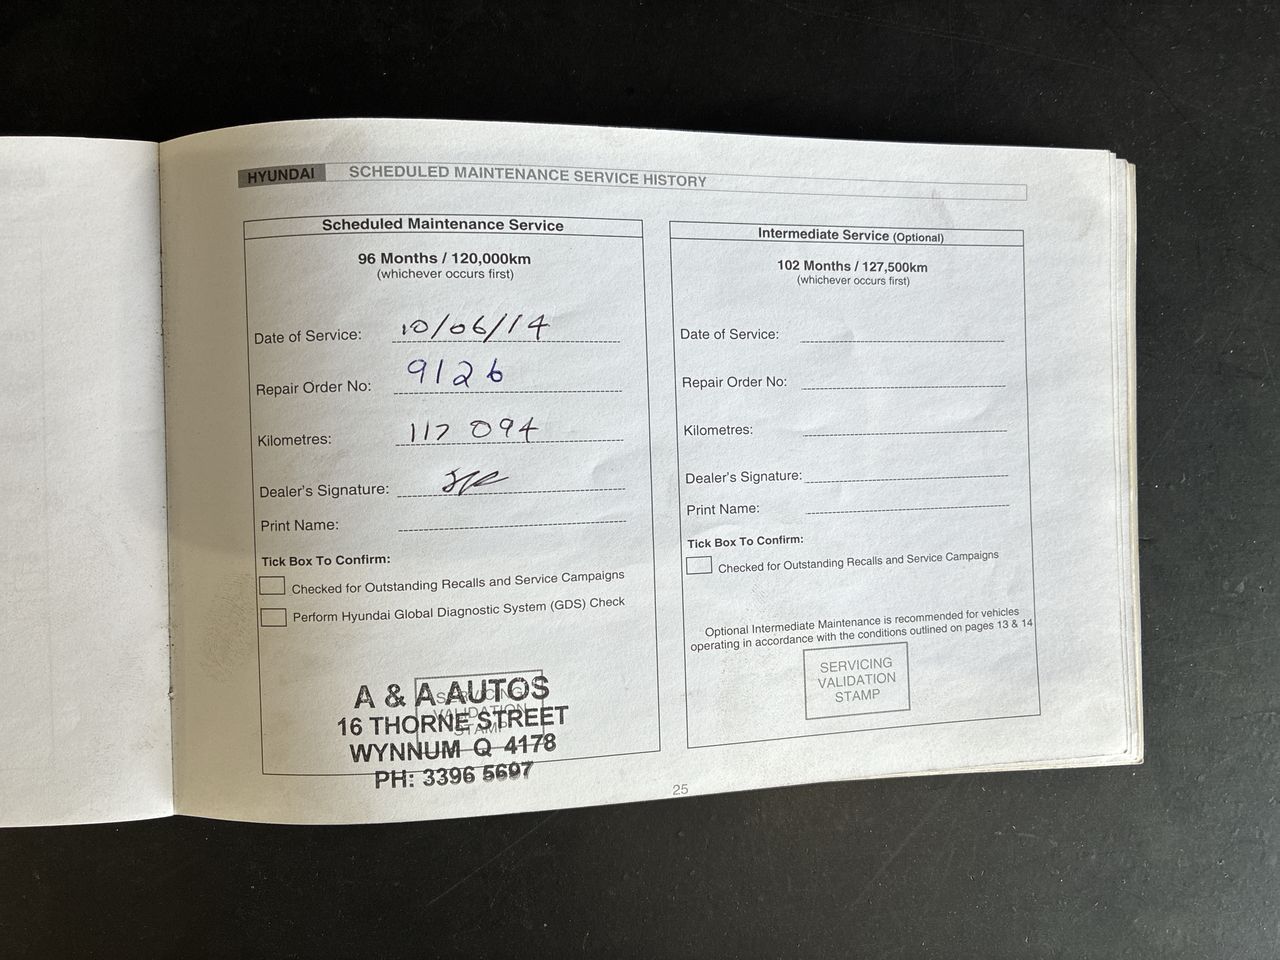 HYUNDAI SCHEDULED MAINTENANCE SERVICE HISTORY
Scheduled Maintenance Service
96 Months / 120,000km
(whichever occurs first)
Date of Service: 10/06/14
Repair Order No: 9126
Kilometres: 117 094
Dealer's Signature:
Print Name:
Tick Box To Confirm:
Checked for Outstanding Recalls and Service Campaigns
Perform Hyundai Global Diagnostic System (GDS) Check
SERVICING
VALIDATION
STAMP
A & A AUTOS
16 THORNE STREET
WYNNUM Q 4178
PH: 3396 5697
Intermediate Service (Optional)
102 Months / 127,500km
(whichever occurs first)
Date of Service:
Repair Order No:
Kilometres:
Dealer's Signature:
Print Name:
Tick Box To Confirm:
Checked for Outstanding Recalls and Service Campaigns
Optional Intermediate Maintenance is recommended for vehicles
operating in accordance with the conditions outlined on pages 13 & 14
SERVICING
VALIDATION
STAMP
25